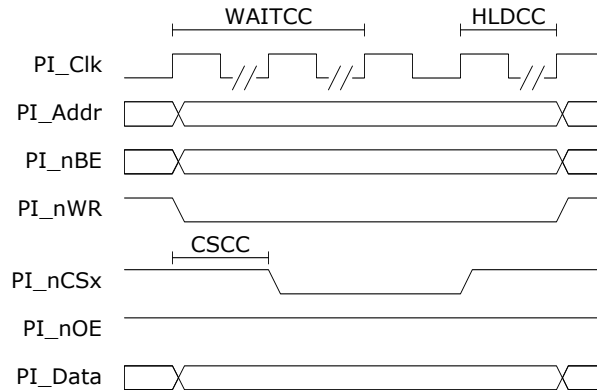 WAITCC HLDCC
PI_Clk
PI_Addr
PI_nBE
PI_nWR
CSCC
PI_nCSx
PI_nOE
PI_Data